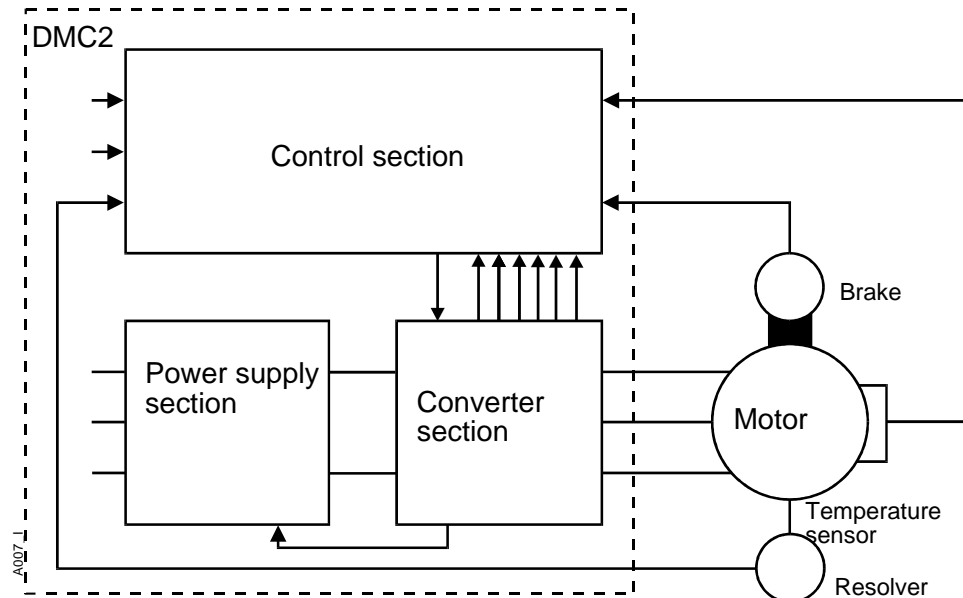 DMC2
Control section
Brake
Power supply
section
Converter
section
Motor
Temperature
sensor
Resolver
A007_I